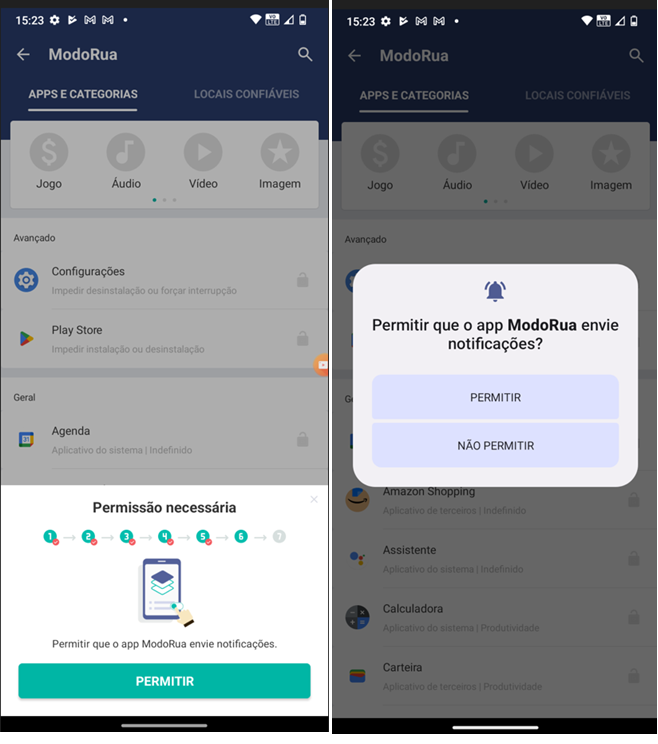 15:23
VO
LTE
ModoRua
APPS E CATEGORIAS
LOCAIS CONFIÁVEIS
Jogo
Áudio
Vídeo
Imagem
Avançado
Configurações
Impedir desinstalação ou forçar interrupção
Play Store
Impedir instalação ou desinstalação
Geral
Agenda
Aplicativo do sistema | Indefinido
Permissão necessária
1
2
3
4
5
6
7
Permitir que o app ModoRua envie notificações.
PERMITIR
15:23
VO
LTE
ModoRua
APPS E CATEGORIAS
LOCAIS CONFIÁVEIS
Jogo
Áudio
Vídeo
Imagem
Avançado
Permitir que o app ModoRua envie
notificações?
PERMITIR
NÃO PERMITIR
Amazon Shopping
Aplicativo de terceiros | Indefinido
Assistente
Aplicativo do sistema | Indefinido
Calculadora
Aplicativo do sistema | Produtividade
Carteira
Aplicativo de terceiros | Produtividade